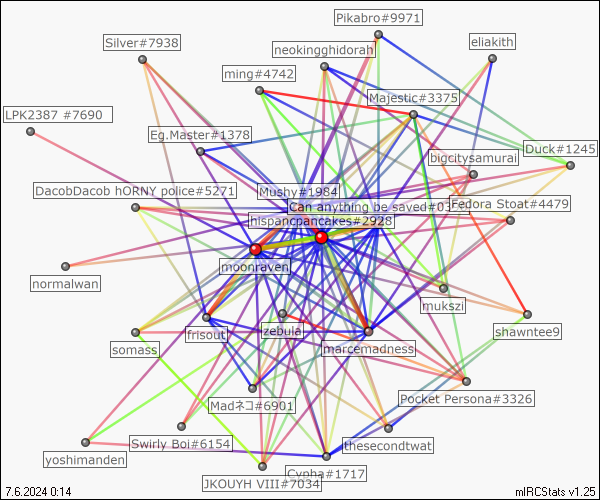 Pikabro#9971
Silver#7938
neokingghidorah
eliakith
ming#4742
Majestic#3375
LPK2387 #7690
Eg.Master#1378
Duck#1245
bigcitysamurai
DacobDacob hORNY police#5271
Mushy#1984
Can anything be saved#03
Fedora Stoat#4479
hispancpancakes#2928
moonraven
normalwan
mukszi
shawntee9
frisout
zebula
somass
marcemadness
Pocket Persona#3326
Madネコ#6901
Swirly Boi#6154
thesecondtwat
yoshimanden
Cypha#1717
JKOUYH VIII#7034
7.6.2024 0:14
mIRCStats v1.25